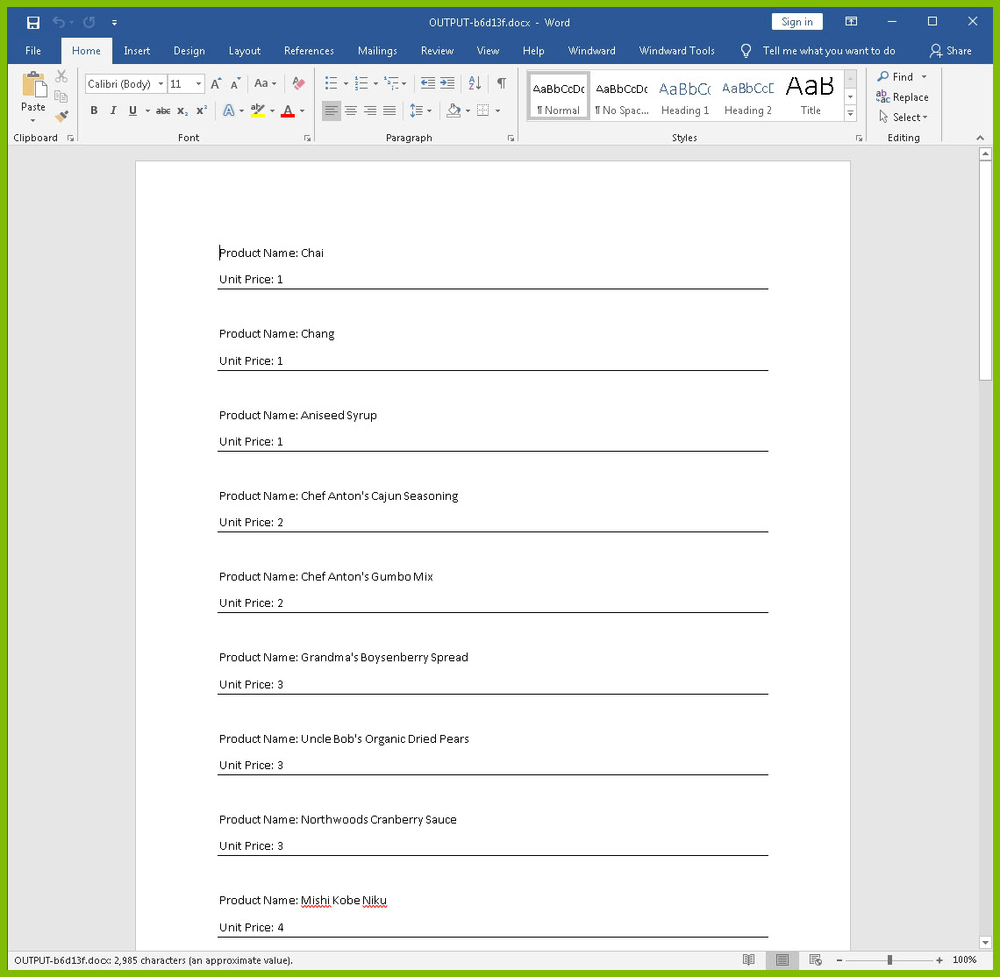 OUTPUT-b6d13f.docx - Word
Sign in
File Home Insert Design Layout References Mailings Review View Help Windward Windward Tools Tell me what you want to do Share
Paste
Calibri (Body) 11 Aa
B I U abc x₂ x² A ab A
AaBbCcDc AaBbCcDc AaBbCc AaBbCcE AaB
¶ Normal ¶ No Spac... Heading 1 Heading 2 Title
Find
Replace
Select
Clipboard Font Paragraph Styles Editing
Product Name: Chai
Unit Price: 1
Product Name: Chang
Unit Price: 1
Product Name: Aniseed Syrup
Unit Price: 1
Product Name: Chef Anton's Cajun Seasoning
Unit Price: 2
Product Name: Chef Anton's Gumbo Mix
Unit Price: 2
Product Name: Grandma's Boysenberry Spread
Unit Price: 3
Product Name: Uncle Bob's Organic Dried Pears
Unit Price: 3
Product Name: Northwoods Cranberry Sauce
Unit Price: 3
Product Name: Mishi Kobe Niku
Unit Price: 4
OUTPUT-b6d13f.docx: 2,985 characters (an approximate value).
100%